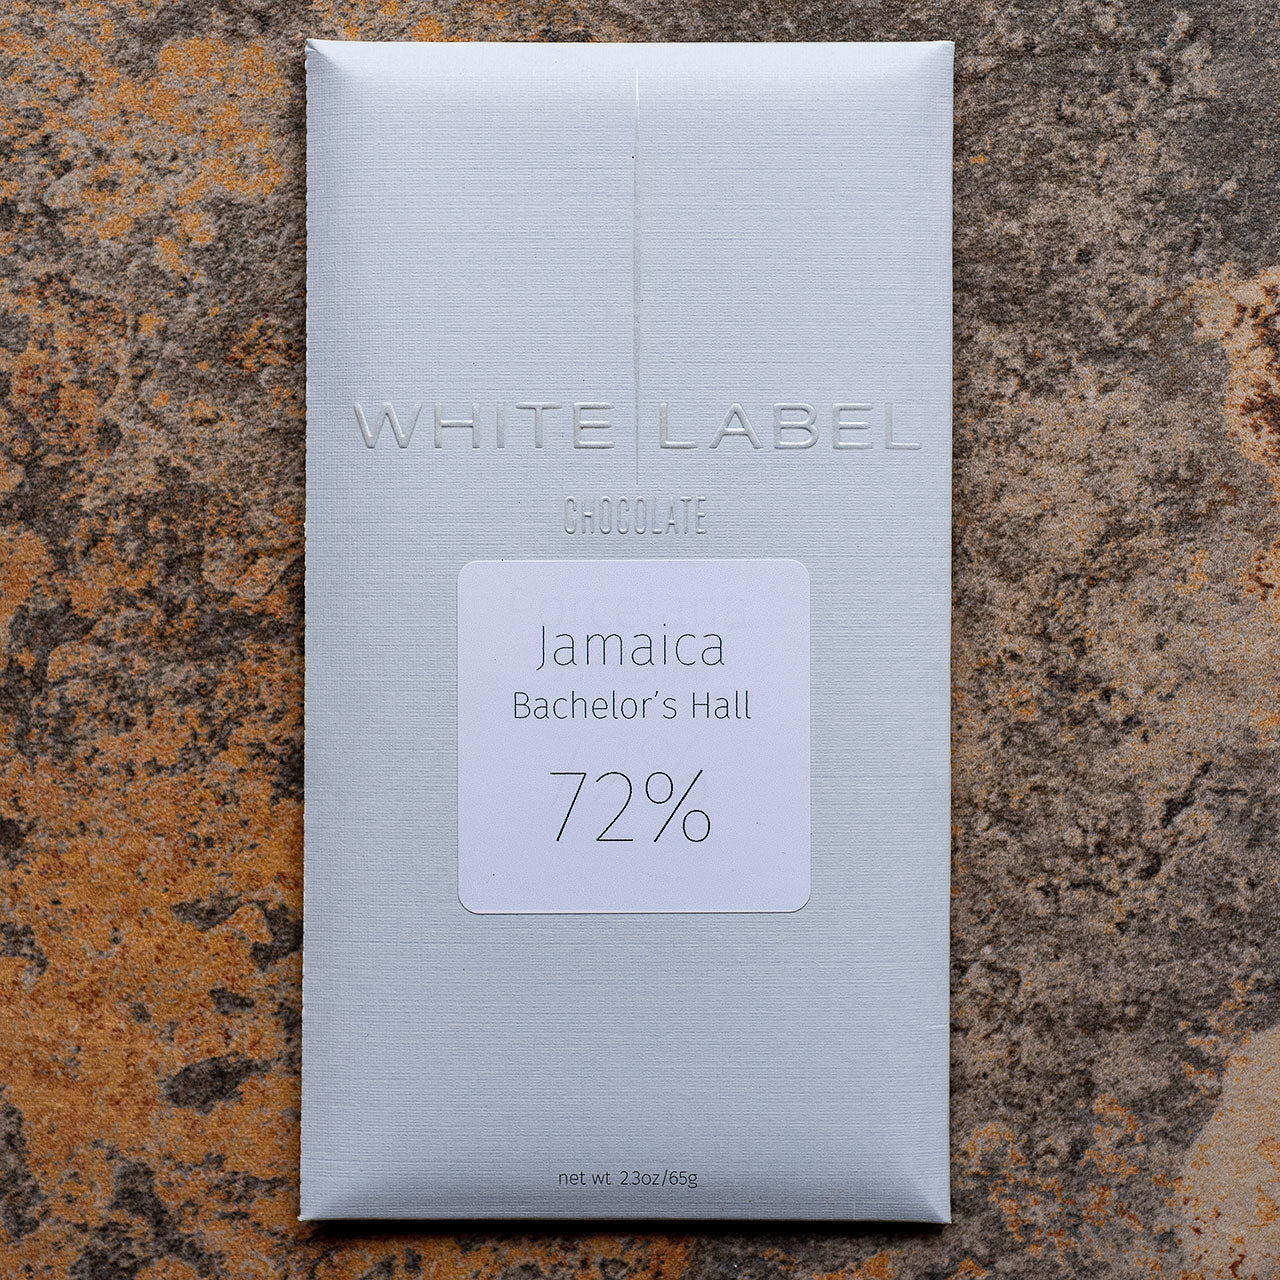 WHITE LABEL
CHOCOLATE
Jamaica
Bachelor's Hall
72%
net wt 2.3oz/65g